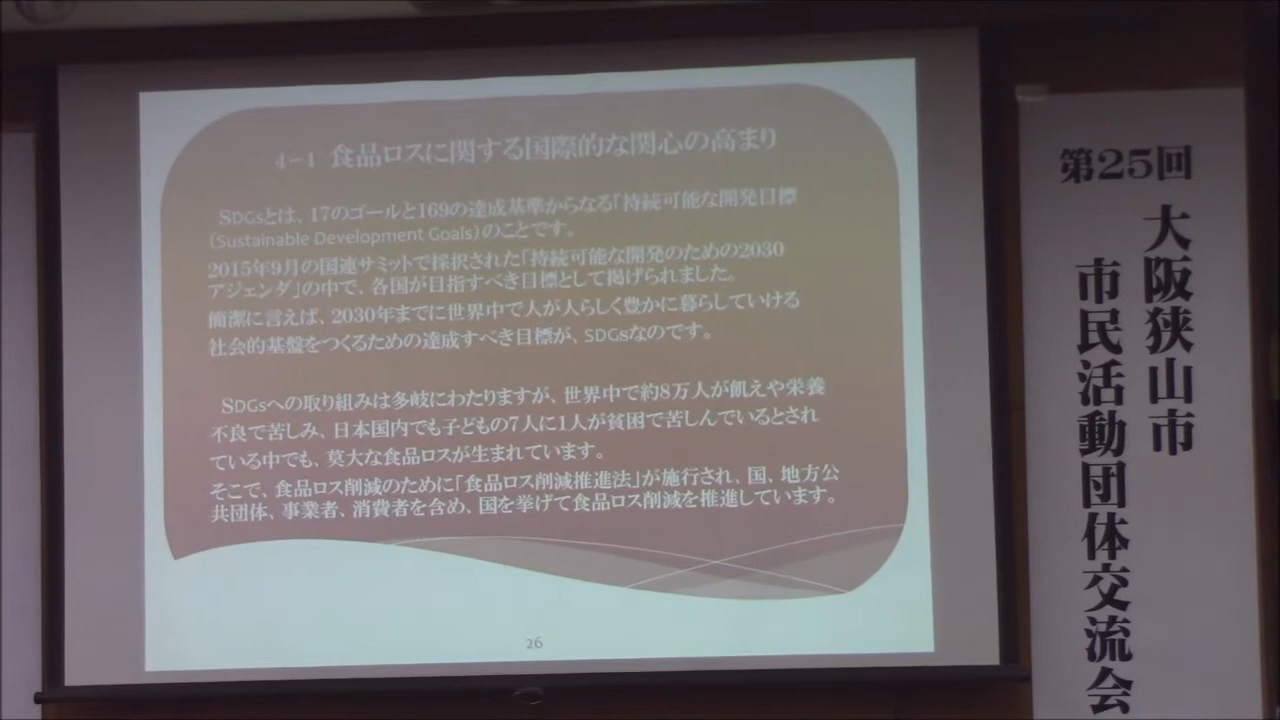 4-1 食品ロスに関する国際的な関心の高まり
SDGsとは、17のゴールと169の達成基準からなる「持続可能な開発目標
(Sustainable Development Goals)のことです。
2015年9月の国連サミットで採択された「持続可能な開発のための2030
アジェンダ」の中で、各国が目指すべき目標として掲げられました。
簡潔に言えば、2030年までに世界中で人が人らしく豊かに暮らしていける
社会的基盤をつくるための達成すべき目標が、SDGsなのです。
SDGsへの取り組みは多岐にわたりますが、世界中で約8万人が飢えや栄養
不良で苦しみ、日本国内でも子どもの7人に1人が貧困で苦しんでいるとされ
ている中でも、莫大な食品ロスが生まれています。
そこで、食品ロス削減のために「食品ロス削減推進法」が施行され、国、地方公
共団体、事業者、消費者を含め、国を挙げて食品ロス削減を推進しています。
26
第25回
大阪狭山市
市民活動団体交流会